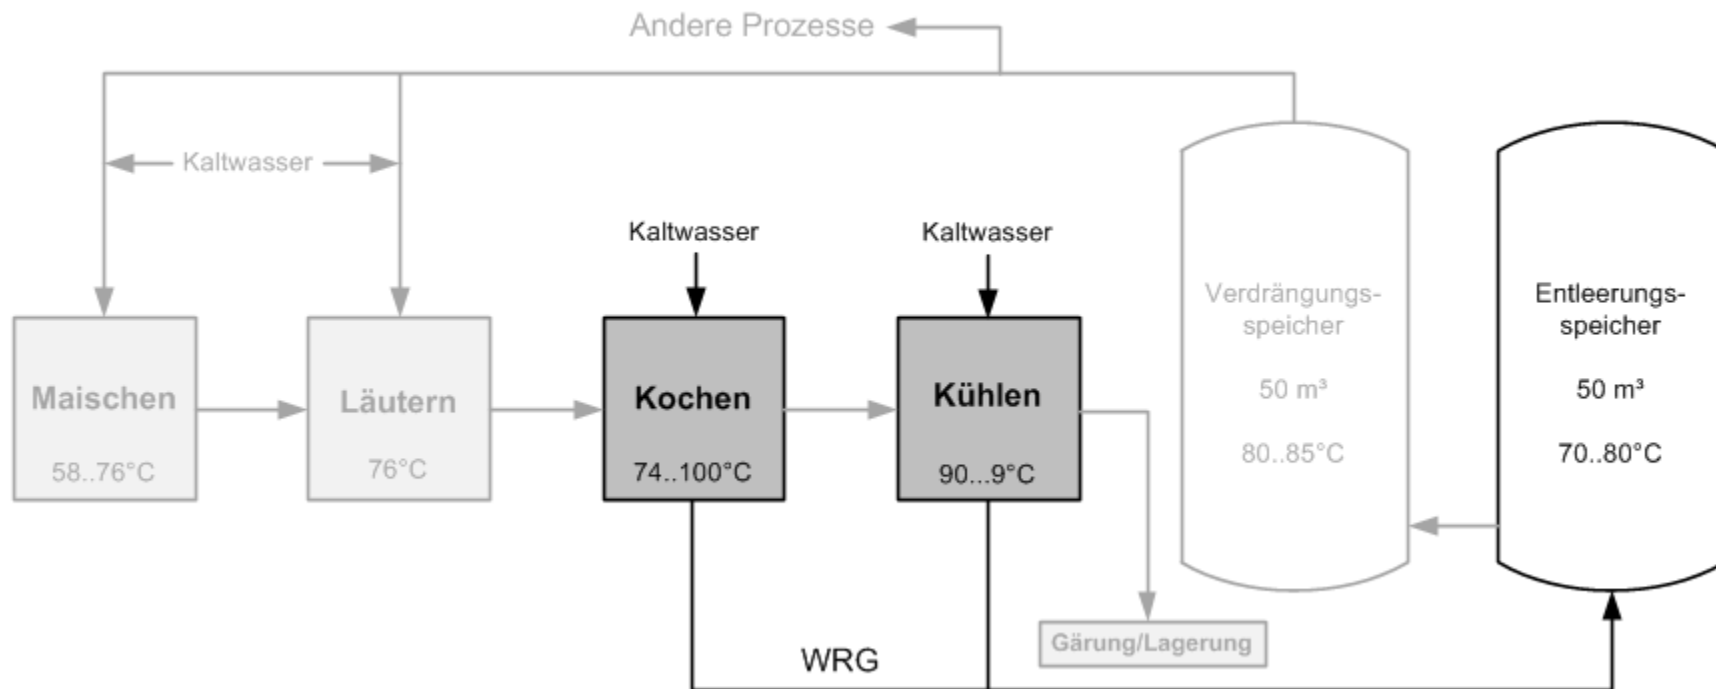 Andere Prozesse
Kaltwasser
Kaltwasser
Kaltwasser
Verdrängungs-
speicher
50 m³
80..85°C
Entleerungs-
speicher
50 m³
70..80°C
Maischen
58..76°C
Läutern
76°C
Kochen
74..100°C
Kühlen
90...9°C
Gärung/Lagerung
WRG